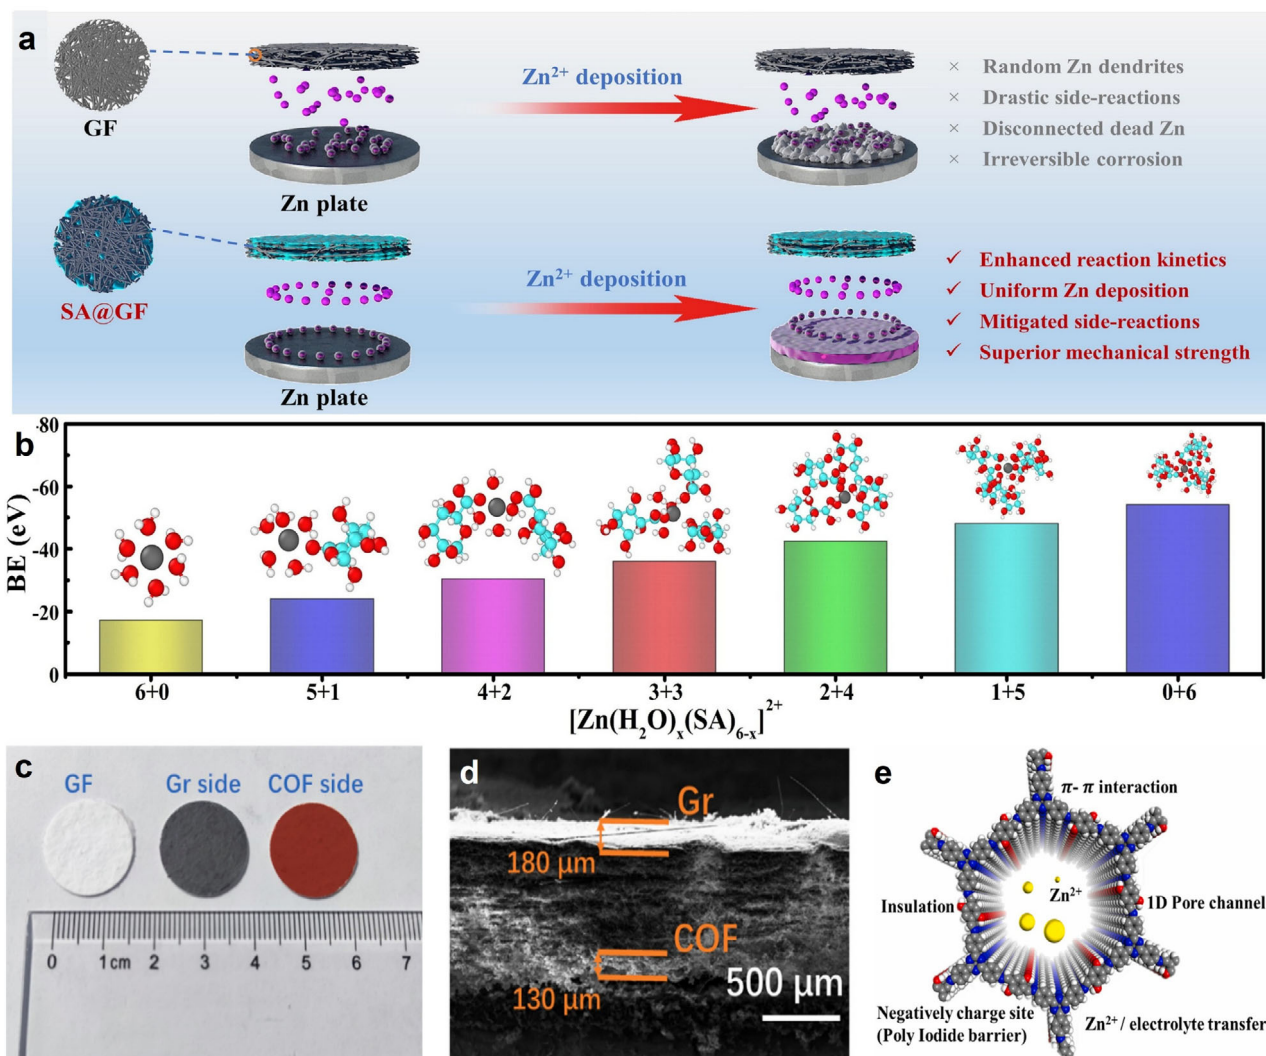 a
GF
Zn plate
Zn²⁺ deposition
× Random Zn dendrites
× Drastic side-reactions
× Disconnected dead Zn
× Irreversible corrosion
SA@GF
Zn plate
Zn²⁺ deposition
✓ Enhanced reaction kinetics
✓ Uniform Zn deposition
✓ Mitigated side-reactions
✓ Superior mechanical strength
b
BE (eV)
-80
-60
-40
-20
0
6+0 5+1 4+2 3+3 2+4 1+5 0+6
[Zn(H₂O)ₓ(SA)₆₋ₓ]²⁺
c
GF Gr side COF side
0 1 cm 2 3 4 5 6 7
d
Gr
180 μm
COF
130 μm
500 μm
e
π- π interaction
Zn²⁺
Insulation
1D Pore channel
Negatively charge site
(Poly Iodide barrier)
Zn²⁺ / electrolyte transfer